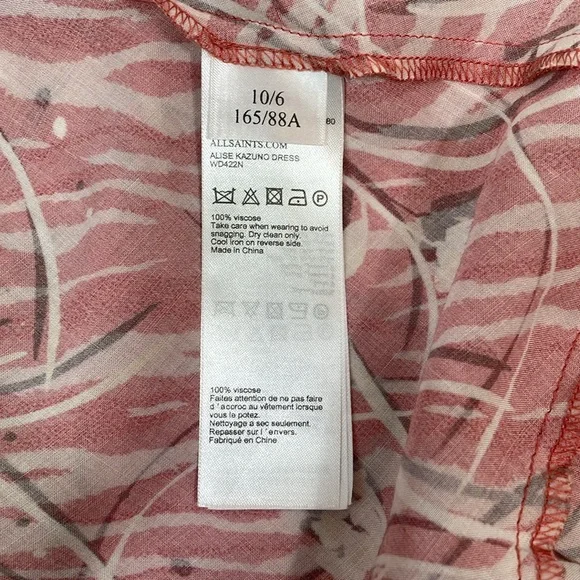 10/6
165/88A
80
ALLSAINTS.COM
ALISE KAZUNO DRESS
WD422N
P
100% viscose
Take care when wearing to avoid
snagging. Dry clean only.
Cool iron on reverse side.
Made in China
100% viscose
Faites attention de ne pas faire
d'accroc au vêtement lorsque
vous le potez.
Nettoyage a sec seulement.
Repasser sur l'envers.
Fabriqué en Chine